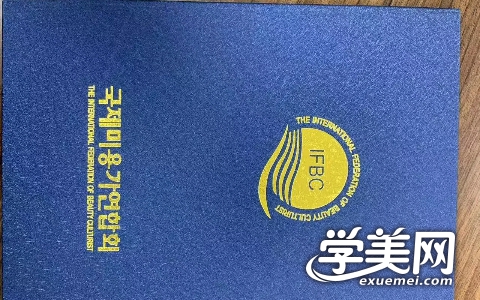 THE INTERNATIONAL FEDERATION OF BEAUTY CULTURIST
IFBC
국제미용가연합회
THE INTERNATIONAL FEDERATION OF BEAUTY CULTURIST
学美网
exuemei.com